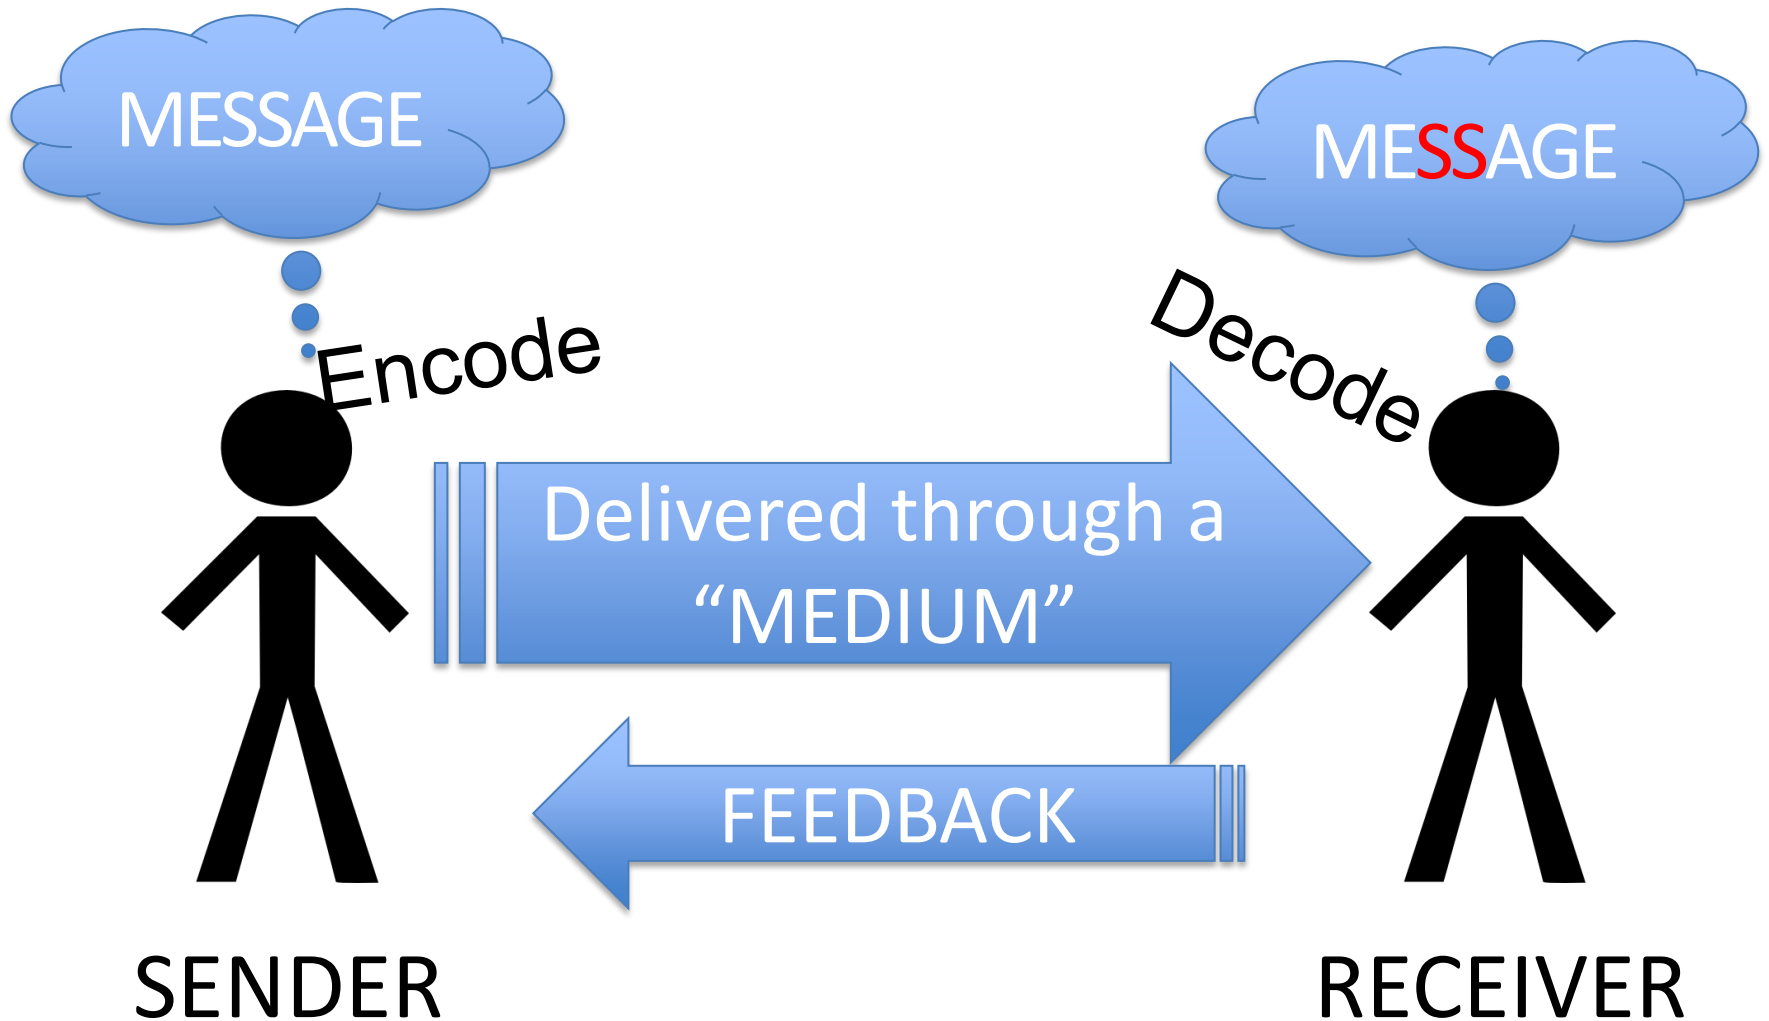 MESSAGE
MESSAGE
Encode
Decode
Delivered through a
“MEDIUM”
FEEDBACK
SENDER
RECEIVER